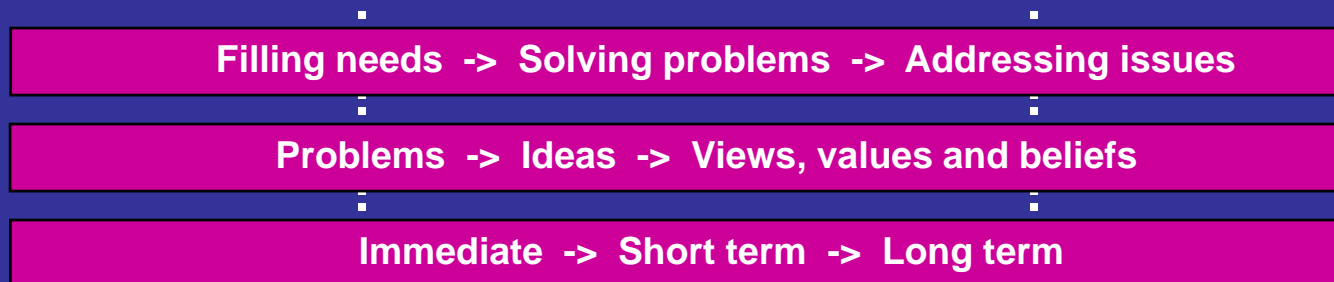 Filling needs -> Solving problems -> Addressing issues
Problems -> Ideas -> Views, values and beliefs
Immediate -> Short term -> Long term